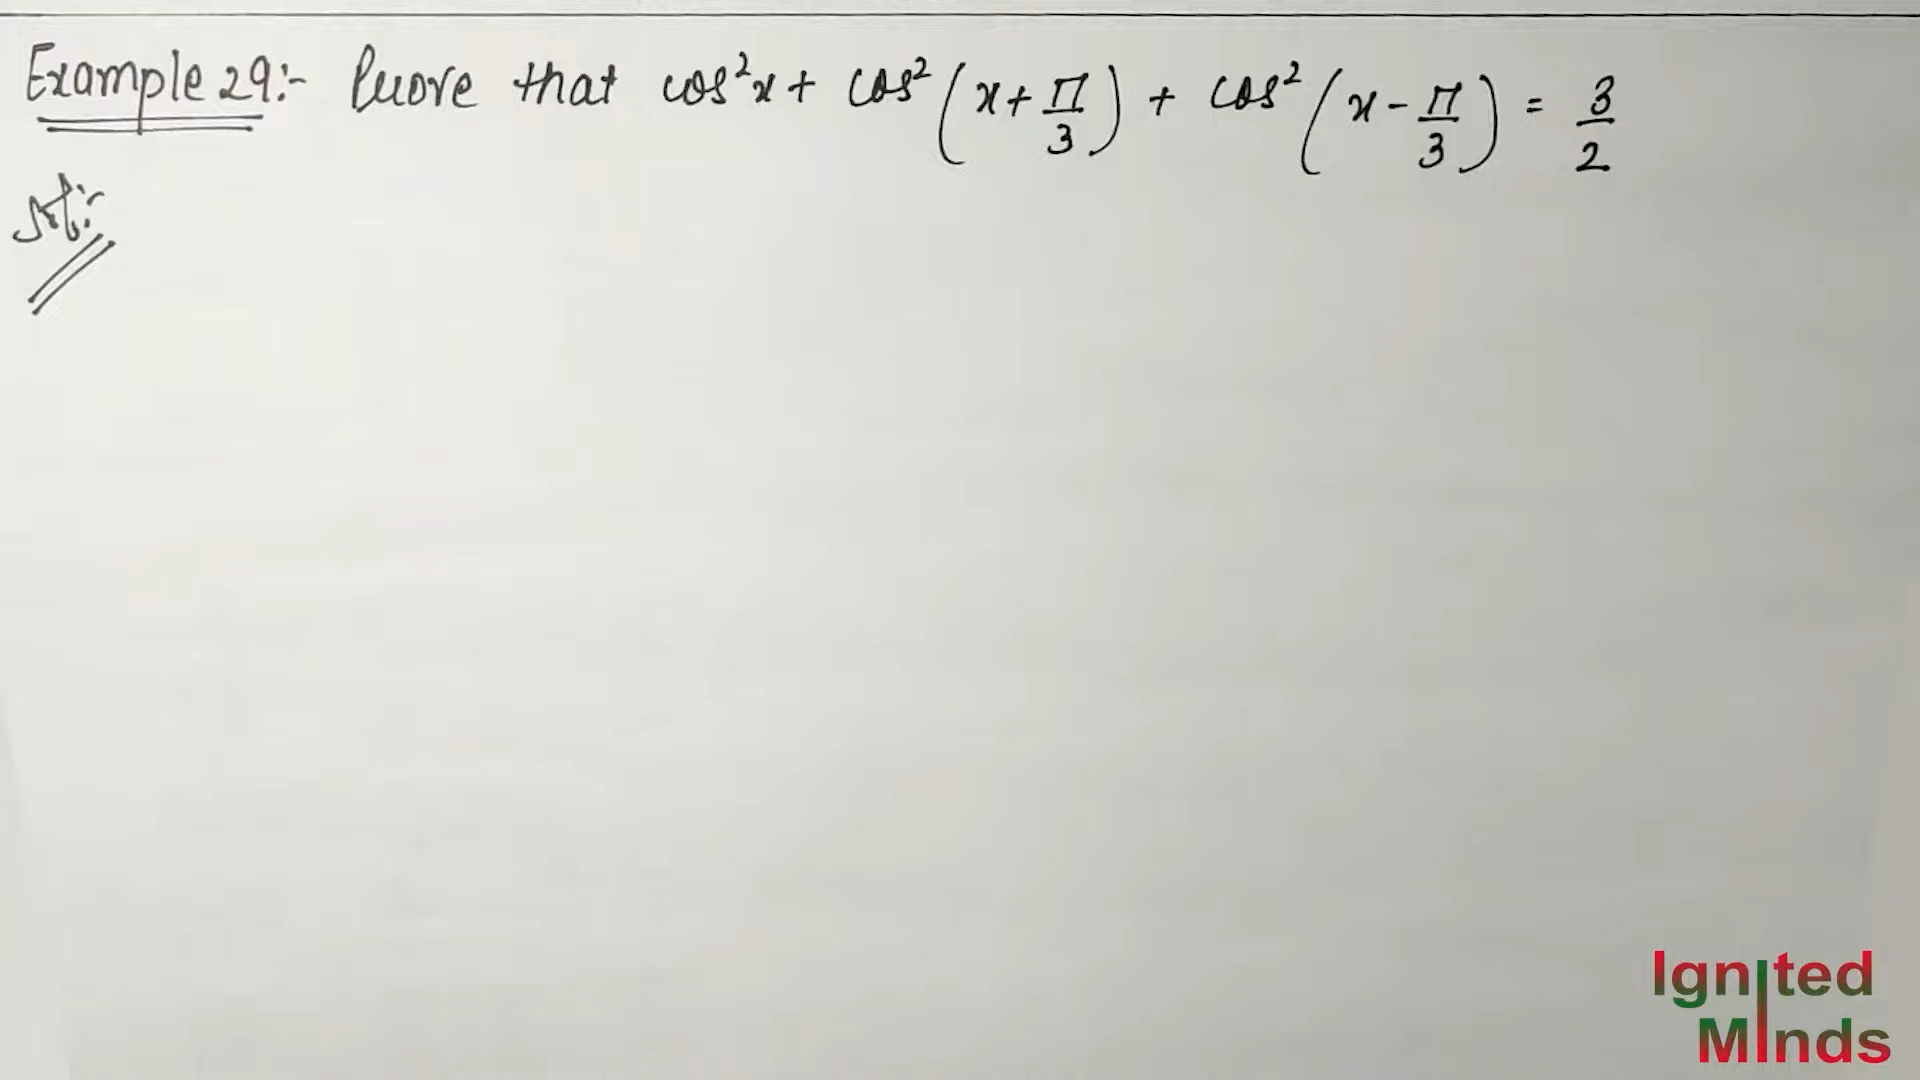 Example 29:- Prove that cos²x + cos²(x + π/3) + cos²(x - π/3) = 3/2
Sol:-
Ignited
Minds